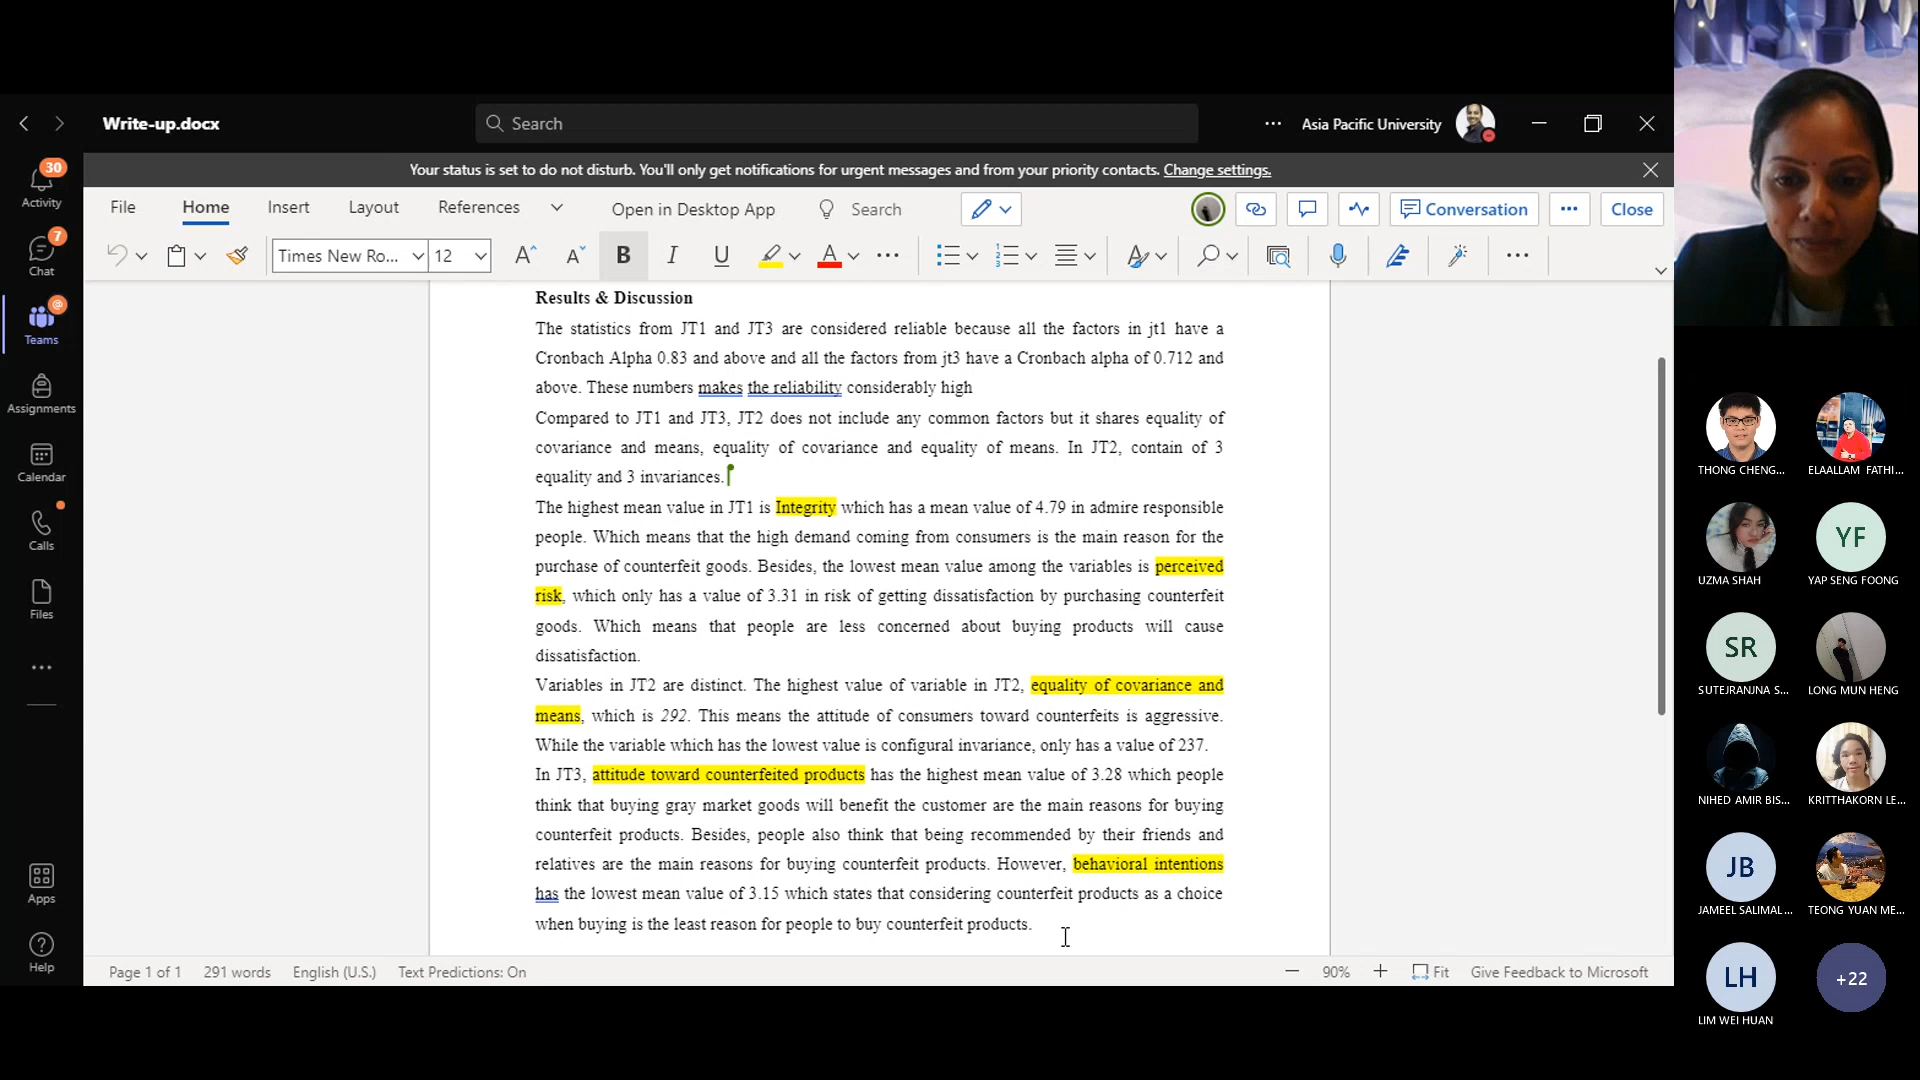 Write-up.docx
Search
Asia Pacific University
30
Activity
7
Chat
Teams
Assignments
Calendar
Calls
Files
Apps
Help
Your status is set to do not disturb. You'll only get notifications for urgent messages and from your priority contacts. Change settings.
File Home Insert Layout References Open in Desktop App Search Conversation Close
Times New Ro... 12
Results & Discussion
The statistics from JT1 and JT3 are considered reliable because all the factors in jt1 have a
Cronbach Alpha 0.83 and above and all the factors from jt3 have a Cronbach alpha of 0.712 and
above. These numbers makes the reliability considerably high
Compared to JT1 and JT3, JT2 does not include any common factors but it shares equality of
covariance and means, equality of covariance and equality of means. In JT2, contain of 3
equality and 3 invariances.
The highest mean value in JT1 is Integrity which has a mean value of 4.79 in admire responsible
people. Which means that the high demand coming from consumers is the main reason for the
purchase of counterfeit goods. Besides, the lowest mean value among the variables is perceived
risk, which only has a value of 3.31 in risk of getting dissatisfaction by purchasing counterfeit
goods. Which means that people are less concerned about buying products will cause
dissatisfaction.
Variables in JT2 are distinct. The highest value of variable in JT2, equality of covariance and
means, which is 292. This means the attitude of consumers toward counterfeits is aggressive.
While the variable which has the lowest value is configural invariance, only has a value of 237.
In JT3, attitude toward counterfeited products has the highest mean value of 3.28 which people
think that buying gray market goods will benefit the customer are the main reasons for buying
counterfeit products. Besides, people also think that being recommended by their friends and
relatives are the main reasons for buying counterfeit products. However, behavioral intentions
has the lowest mean value of 3.15 which states that considering counterfeit products as a choice
when buying is the least reason for people to buy counterfeit products.
Page 1 of 1 291 words English (U.S.) Text Predictions: On 90% Fit Give Feedback to Microsoft
THONG CHENG...
ELAALLAM FATHI...
UZMA SHAH
YF
YAP SENG FOONG
SR
SUTEJRANJNA S...
LONG MUN HENG
NIHED AMIR BIS...
KRITTHAKORN LE...
JB
JAMEEL SALIMAL...
TEONG YUAN ME...
LH
LIM WEI HUAN
+22